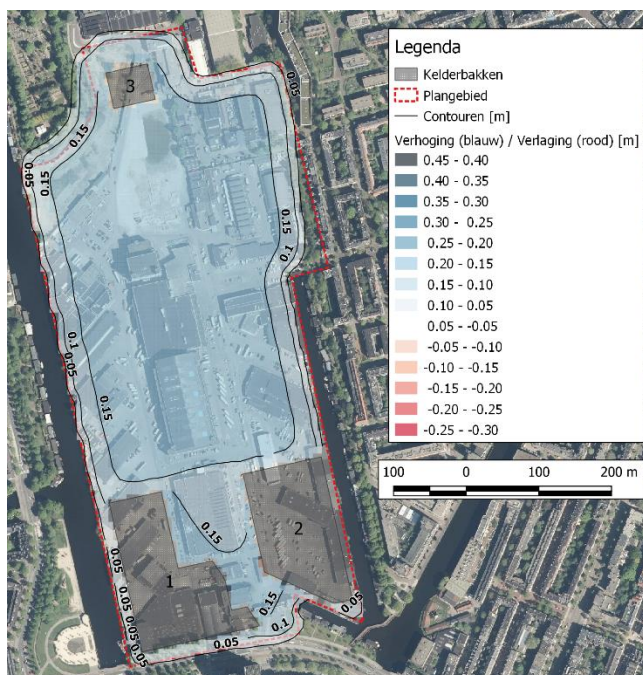 Legenda
Kelderbakken
Plangebied
Contouren [m]
Verhoging (blauw) / Verlaging (rood) [m]
0.45 - 0.40
0.40 - 0.35
0.35 - 0.30
0.30 - 0.25
0.25 - 0.20
0.20 - 0.15
0.15 - 0.10
0.10 - 0.05
0.05 - -0.05
-0.05 - -0.10
-0.10 - -0.15
-0.15 - -0.20
-0.20 - -0.25
-0.25 - -0.30
100 0 100 200 m
3
0.05
0.15
0.05
0.15
0.15
0.1
0.1
0.05
0.15
0.15
2
1
0.05
0.05
0.05
0.05
0.05
0.15
0.1
0.05
0.05